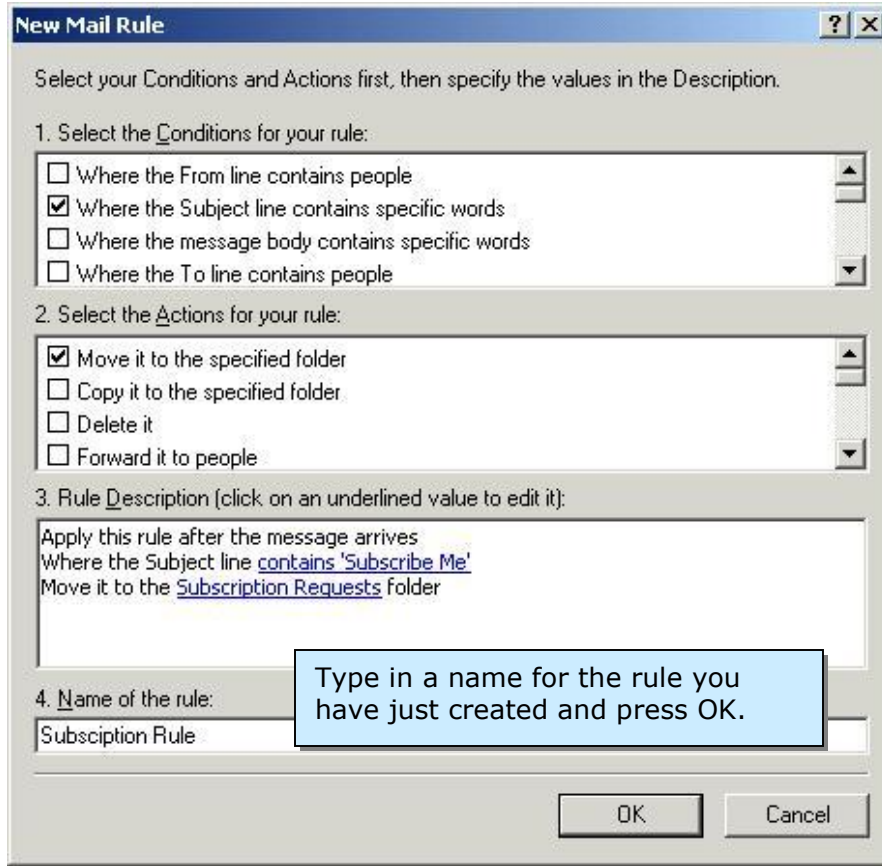 New Mail Rule
Select your Conditions and Actions first, then specify the values in the Description.
1. Select the Conditions for your rule:
Where the From line contains people
Where the Subject line contains specific words
Where the message body contains specific words
Where the To line contains people
2. Select the Actions for your rule:
Move it to the specified folder
Copy it to the specified folder
Delete it
Forward it to people
3. Rule Description (click on an underlined value to edit it):
Apply this rule after the message arrives
Where the Subject line contains 'Subscribe Me'
Move it to the Subscription Requests folder
Type in a name for the rule you
have just created and press OK.
4. Name of the rule:
Subsciption Rule
OK
Cancel